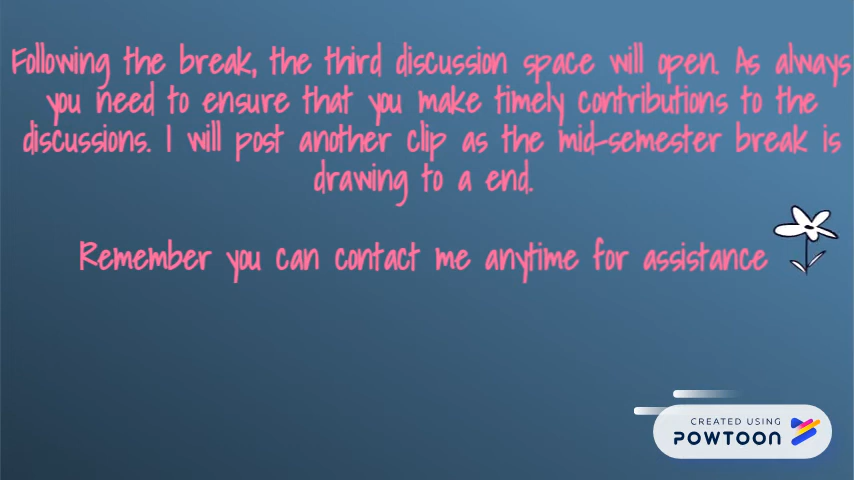 Following the break, the third discussion space will open. As always
you need to ensure that you make timely contributions to the
discussions. I will post another clip as the mid-semester break is
drawing to a end.
Remember you can contact me anytime for assistance
CREATED USING
POWTOON